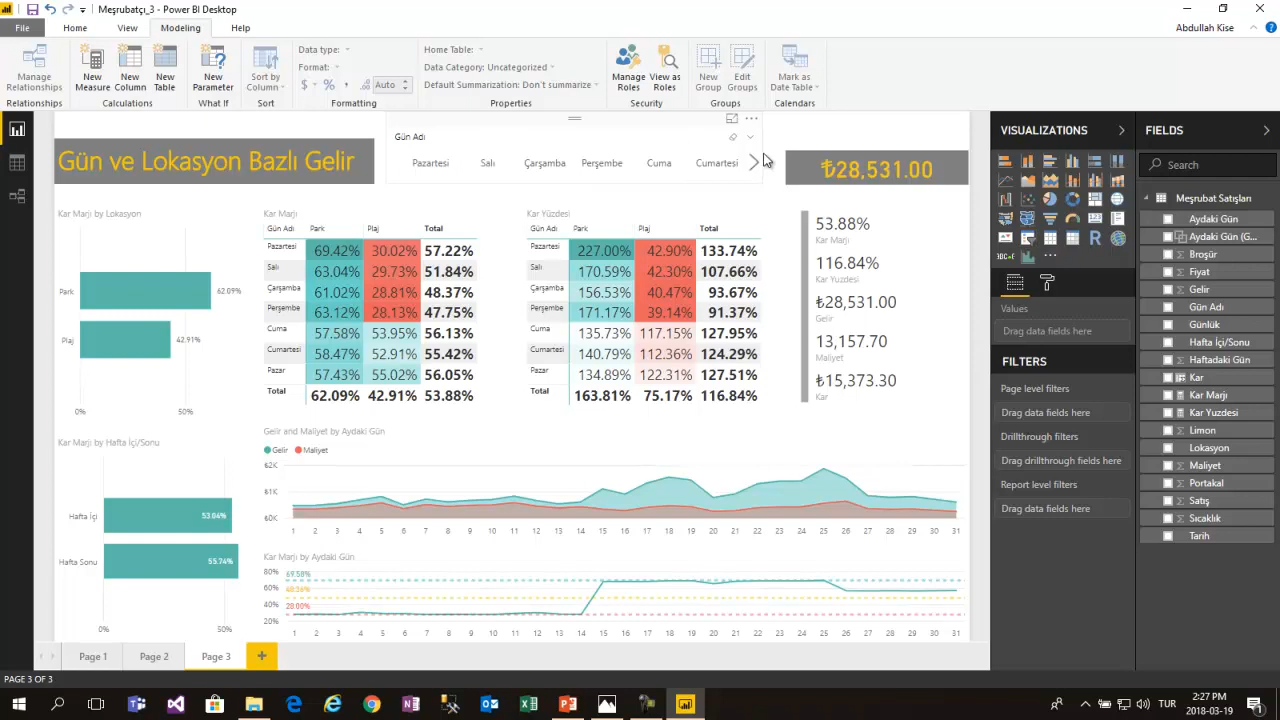 Meşrubatçı_3 - Power BI Desktop
File Home View Modeling Help Abdullah Kise
Manage Relationships
New Measure
New Column
New Table
New Parameter
Sort by Column
Data type:
Format:
$ % , Auto
Home Table:
Data Category: Uncategorized
Default Summarization: Don't summarize
Manage Roles
View as Roles
New Group
Edit Groups
Mark as Date Table
Relationships Calculations What If Sort Formatting Properties Security Groups Calendars
Gün ve Lokasyon Bazlı Gelir
Gün Adı
Pazartesi Salı Çarşamba Perşembe Cuma Cumartesi
₺28,531.00
Kar Marjı by Lokasyon
Park 62.09%
Plaj 42.91%
0% 50%
Kar Marjı
Gün Adı Park Plaj Total
Pazartesi 69.42% 30.02% 57.22%
Salı 63.04% 29.73% 51.84%
Çarşamba 61.02% 28.81% 48.37%
Perşembe 63.12% 28.13% 47.75%
Cuma 57.58% 53.95% 56.13%
Cumartesi 58.47% 52.91% 55.42%
Pazar 57.43% 55.02% 56.05%
Total 62.09% 42.91% 53.88%
Kar Yüzdesi
Gün Adı Park Plaj Total
Pazartesi 227.00% 42.90% 133.74%
Salı 170.59% 42.30% 107.66%
Çarşamba 156.53% 40.47% 93.67%
Perşembe 171.17% 39.14% 91.37%
Cuma 135.73% 117.15% 127.95%
Cumartesi 140.79% 112.36% 124.29%
Pazar 134.89% 122.31% 127.51%
Total 163.81% 75.17% 116.84%
53.88%
Kar Marjı
116.84%
Kar Yuzdesi
₺28,531.00
Gelir
13,157.70
Maliyet
₺15,373.30
Kar
Kar Marjı by Hafta İçi/Sonu
Hafta İçi 53.04%
Hafta Sonu 55.74%
0% 50%
Gelir and Maliyet by Aydaki Gün
Gelir Maliyet
₺2K
₺1K
₺0K
1 2 3 4 5 6 7 8 9 10 11 12 13 14 15 16 17 18 19 20 21 22 23 24 25 26 27 28 29 30 31
Kar Marjı by Aydaki Gün
80%
69.58%
60%
40%
28.00%
20%
1 2 3 4 5 6 7 8 9 10 11 12 13 14 15 16 17 18 19 20 21 22 23 24 25 26 27 28 29 30 31
VISUALIZATIONS
R
Values
Drag data fields here
FILTERS
Page level filters
Drag data fields here
Drillthrough filters
Drag drillthrough fields here
Report level filters
Drag data fields here
FIELDS
Search
Meşrubat Satışları
Aydaki Gün
Aydaki Gün (G...
Broşür
Fiyat
Gelir
Gün Adı
Günlük
Hafta İçi/Sonu
Haftadaki Gün
Kar
Kar Marjı
Kar Yuzdesi
Limon
Lokasyon
Maliyet
Portakal
Satış
Sıcaklık
Tarih
Page 1 Page 2 Page 3 +
PAGE 3 OF 3
TUR
2:27 PM
2018-03-19